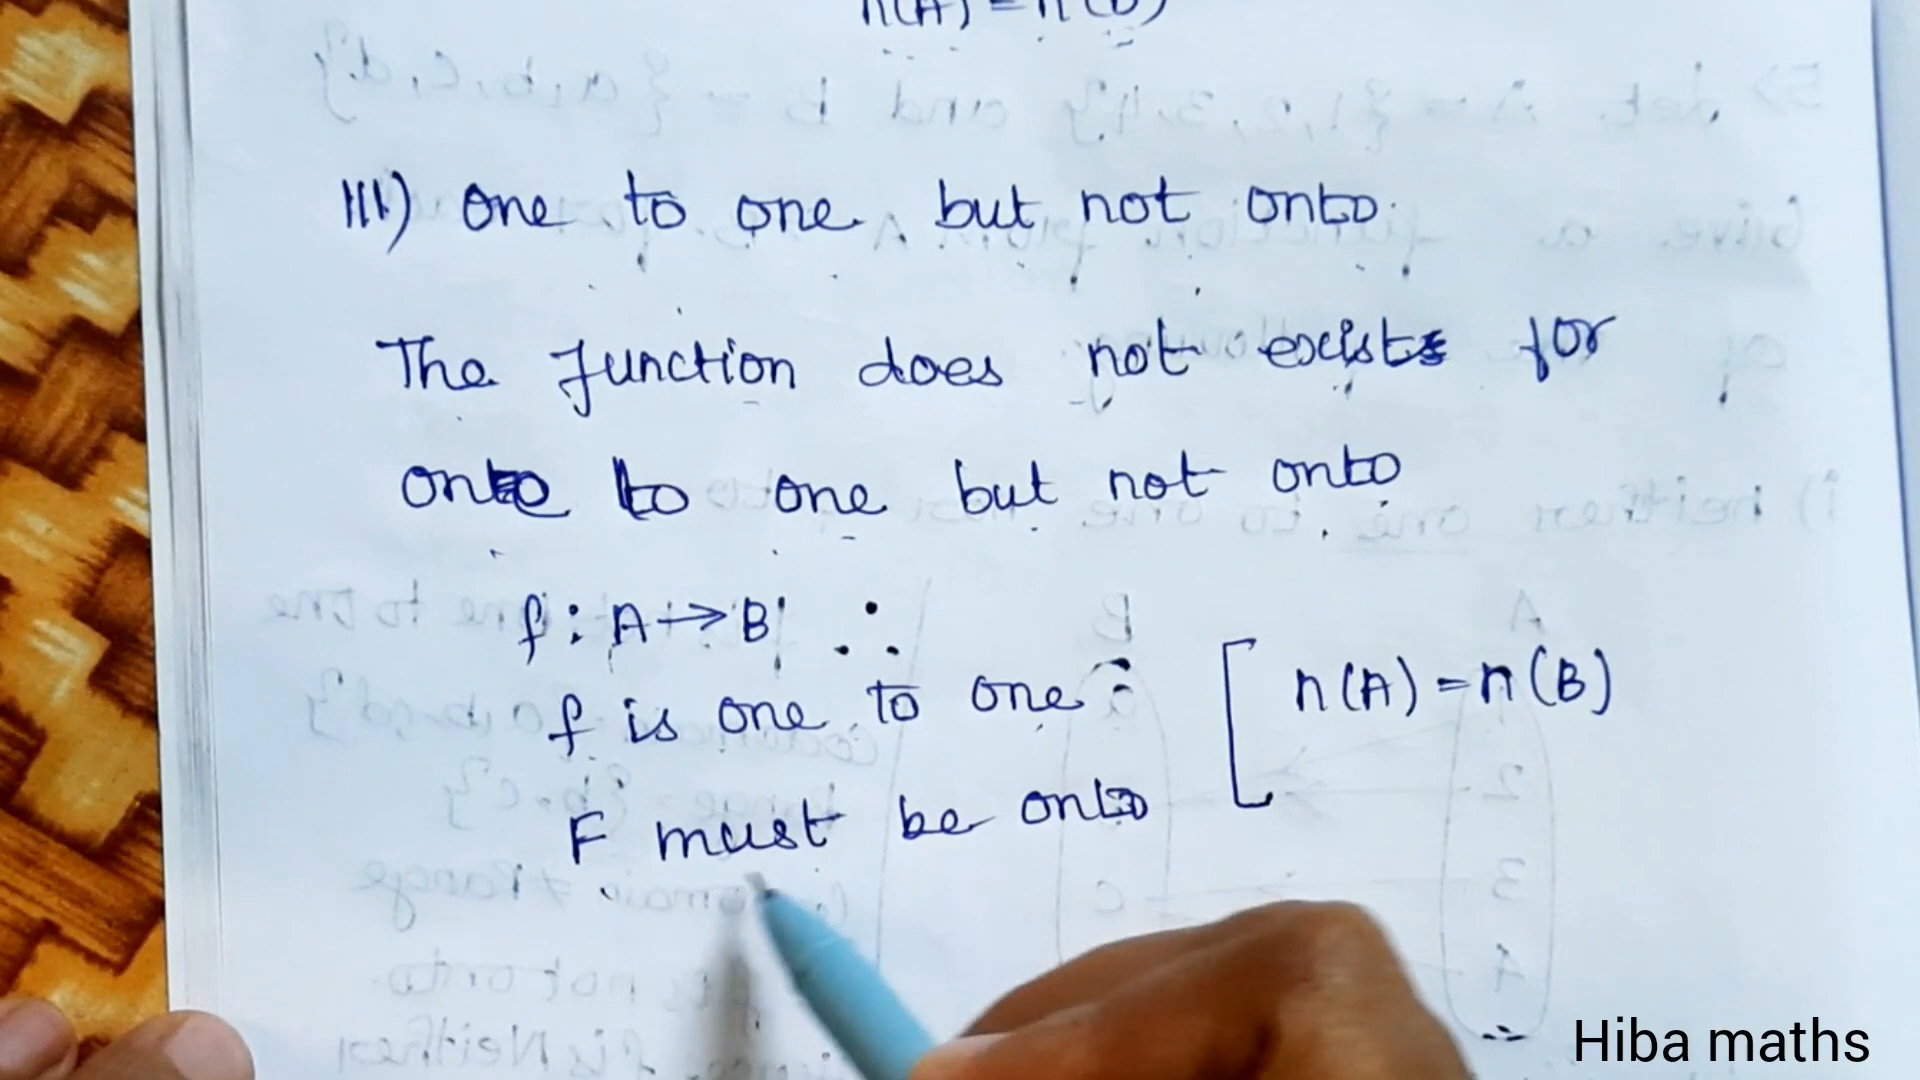 n(A) = n(B)
III) one to one but not onto.
The function does not exists for
one to one but not onto
f : A → B ∴
f is one to one [ n(A) = n(B)
F must be onto
Hiba maths